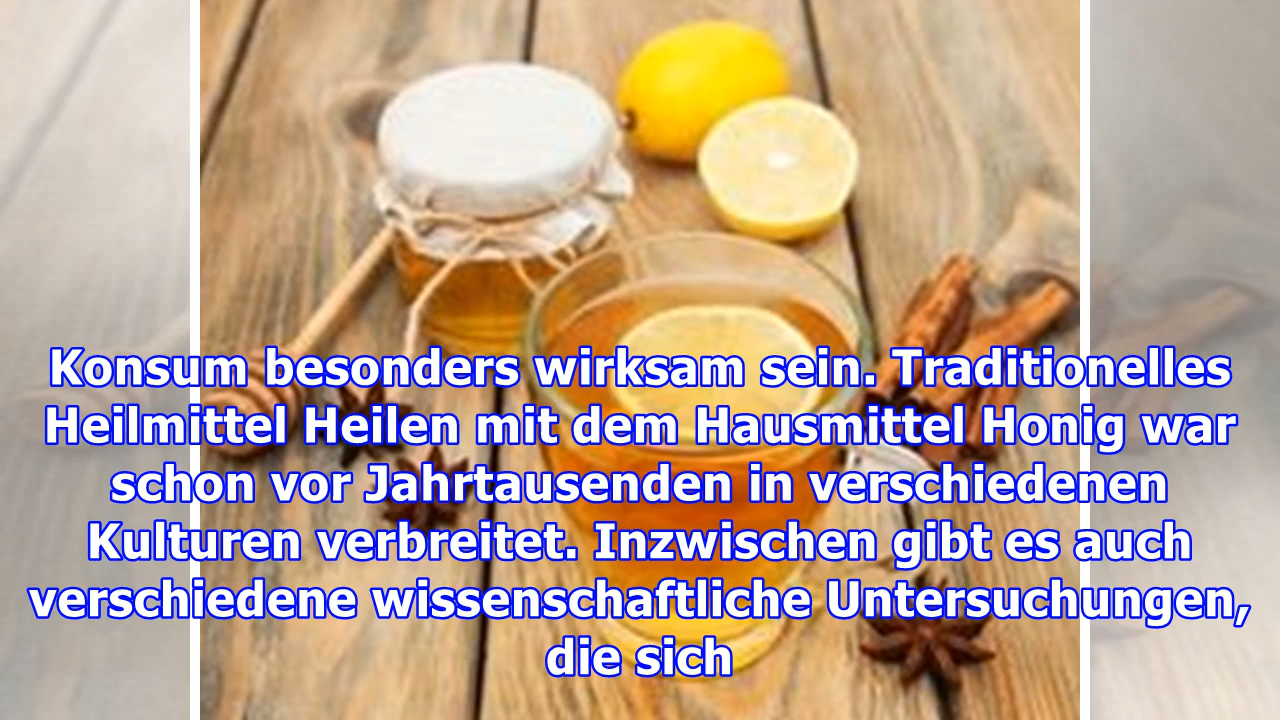 Konsum besonders wirksam sein. Traditionelles
Heilmittel Heilen mit dem Hausmittel Honig war
schon vor Jahrtausenden in verschiedenen
Kulturen verbreitet. Inzwischen gibt es auch
verschiedene wissenschaftliche Untersuchungen,
die sich